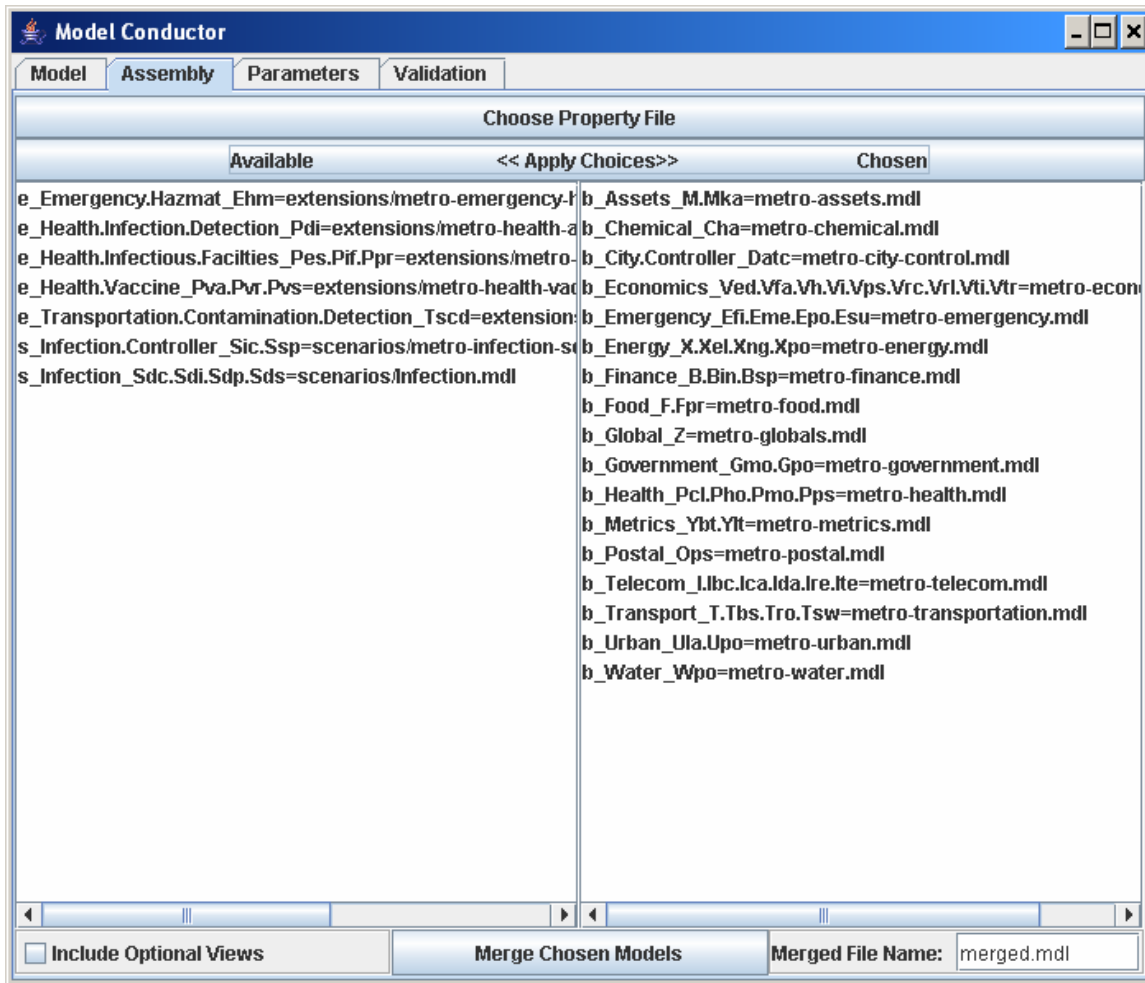 Model Conductor
Model Assembly Parameters Validation
Choose Property File
Available << Apply Choices>> Chosen
e_Emergency.Hazmat_Ehm=extensions/metro-emergency-h
e_Health.Infection.Detection_Pdi=extensions/metro-health-a
e_Health.Infectious.Facilties_Pes.Pif.Ppr=extensions/metro-
e_Health.Vaccine_Pva.Pvr.Pvs=extensions/metro-health-vac
e_Transportation.Contamination.Detection_Tscd=extension
s_Infection.Controller_Sic.Ssp=scenarios/metro-infection-s
s_Infection_Sdc.Sdi.Sdp.Sds=scenarios/Infection.mdl
b_Assets_M.Mka=metro-assets.mdl
b_Chemical_Cha=metro-chemical.mdl
b_City.Controller_Datc=metro-city-control.mdl
b_Economics_Ved.Vfa.Vh.Vi.Vps.Vrc.Vrl.Vti.Vtr=metro-econ
b_Emergency_Efi.Eme.Epo.Esu=metro-emergency.mdl
b_Energy_X.Xel.Xng.Xpo=metro-energy.mdl
b_Finance_B.Bin.Bsp=metro-finance.mdl
b_Food_F.Fpr=metro-food.mdl
b_Global_Z=metro-globals.mdl
b_Government_Gmo.Gpo=metro-government.mdl
b_Health_Pcl.Pho.Pmo.Pps=metro-health.mdl
b_Metrics_Ybt.Ylt=metro-metrics.mdl
b_Postal_Ops=metro-postal.mdl
b_Telecom_I.Ibc.Ica.Ida.Ire.Ite=metro-telecom.mdl
b_Transport_T.Tbs.Tro.Tsw=metro-transportation.mdl
b_Urban_Ula.Upo=metro-urban.mdl
b_Water_Wpo=metro-water.mdl
Include Optional Views Merge Chosen Models Merged File Name: merged.mdl